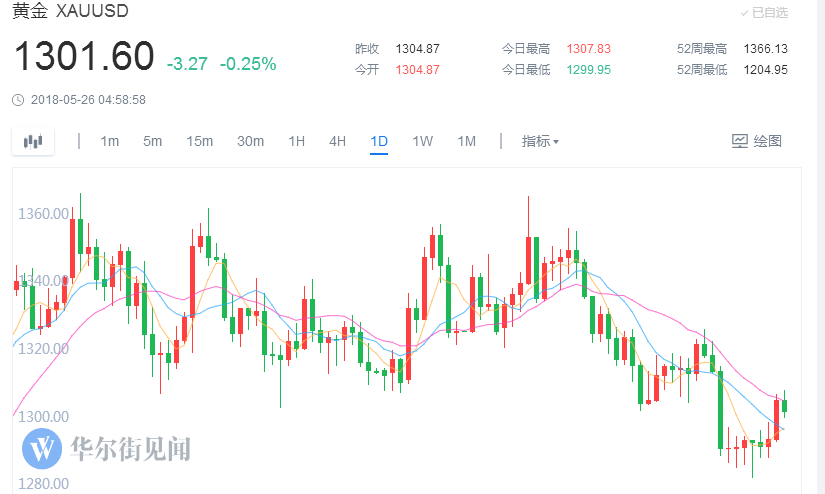 黄金 XAUUSD
已自选
1301.60 -3.27 -0.25%
昨收 1304.87 今日最高 1307.83 52周最高 1366.13
今开 1304.87 今日最低 1299.95 52周最低 1204.95
2018-05-26 04:58:58
1m 5m 15m 30m 1H 4H 1D 1W 1M 指标 绘图
1360.00
1340.00
1320.00
1300.00
华尔街见闻
1280.00